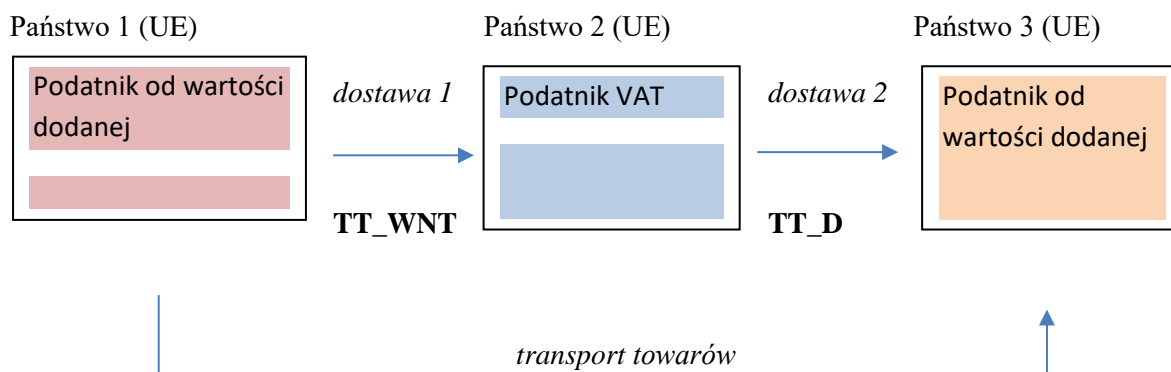 Państwo 1 (UE)
Państwo 2 (UE)
Państwo 3 (UE)
Podatnik od wartości
dodanej
dostawa 1
Podatnik VAT
dostawa 2
Podatnik od
wartości dodanej
TT_WNT
TT_D
transport towarów